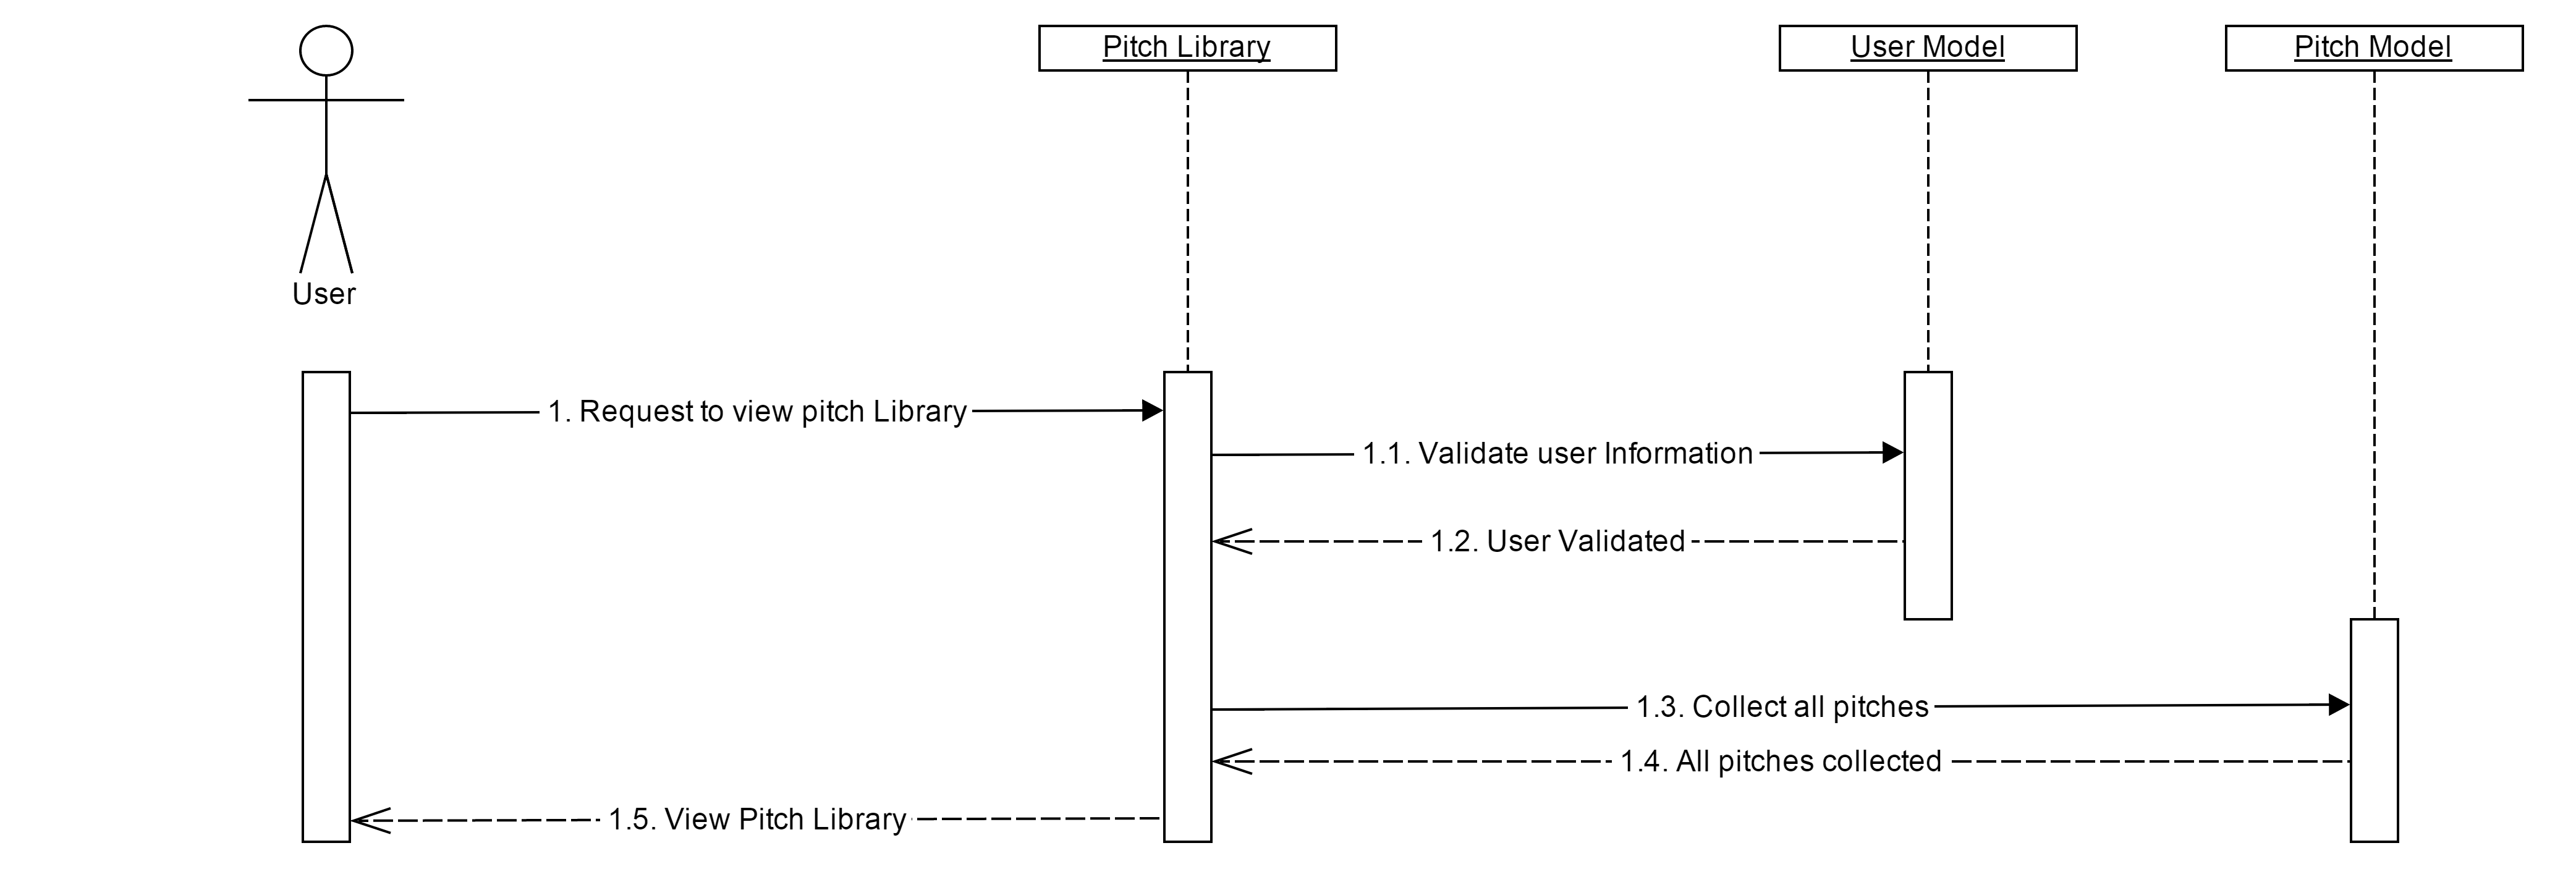 Pitch Library
User Model
Pitch Model
User
1. Request to view pitch Library
1.1. Validate user Information
1.2. User Validated
1.3. Collect all pitches
1.4. All pitches collected
1.5. View Pitch Library